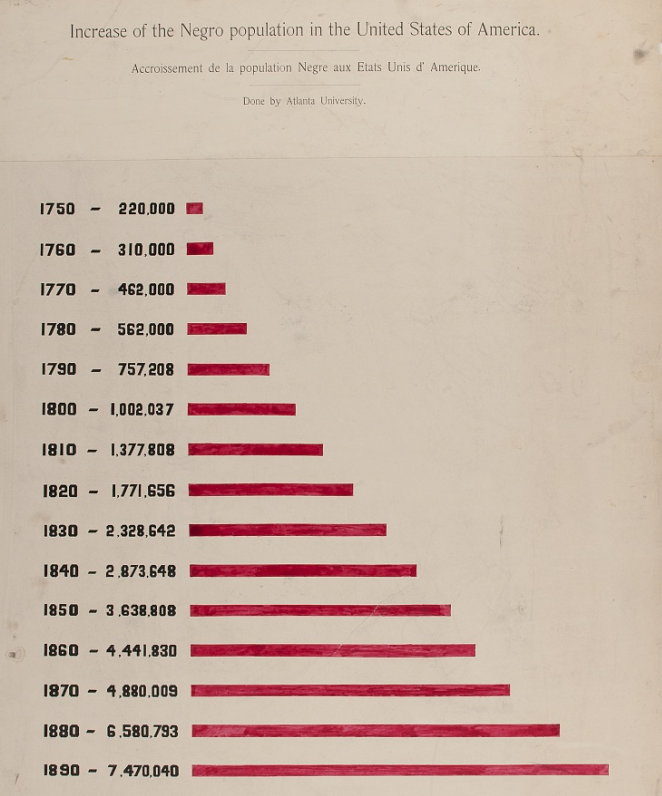 Increase of the Negro population in the United States of America.
Accroissement de la population Negre aux Etats Unis d' Amerique.
Done by Atlanta University.
1750 – 220,000
1760 – 310,000
1770 – 462,000
1780 – 562,000
1790 – 757,208
1800 – 1,002,037
1810 – 1,377,808
1820 – 1,771,656
1830 – 2,328,642
1840 – 2,873,648
1850 – 3,638,808
1860 – 4,441,830
1870 – 4,880,009
1880 – 6,580,793
1890 – 7,470,040